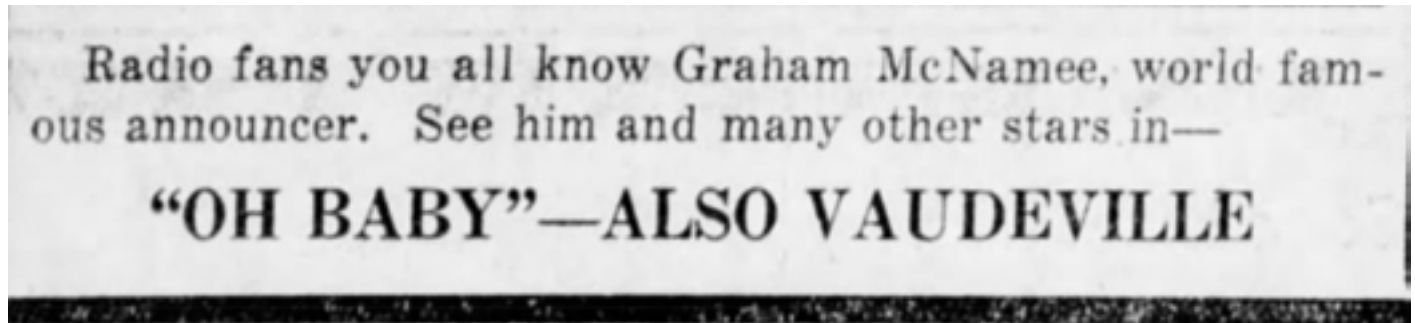 Radio fans you all know Graham McNamee, world fam-
ous announcer. See him and many other stars in—
“OH BABY”—ALSO VAUDEVILLE